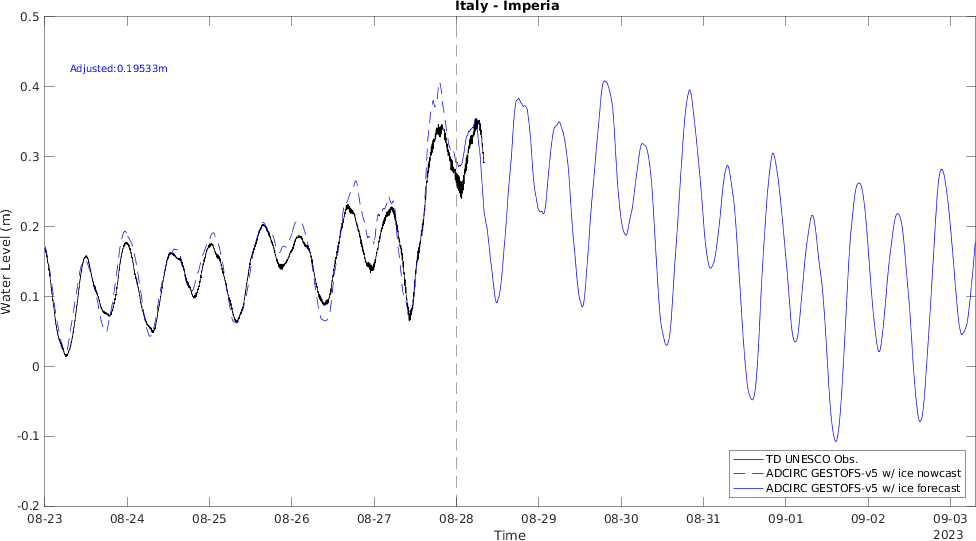 Italy - Imperia
Adjusted:0.19533m
Water Level (m)
0.5
0.4
0.3
0.2
0.1
0
-0.1
-0.2
TD UNESCO Obs.
ADCIRC GESTOFS-v5 w/ ice nowcast
ADCIRC GESTOFS-v5 w/ ice forecast
08-23 08-24 08-25 08-26 08-27 08-28 08-29 08-30 08-31 09-01 09-02 09-03
Time
2023